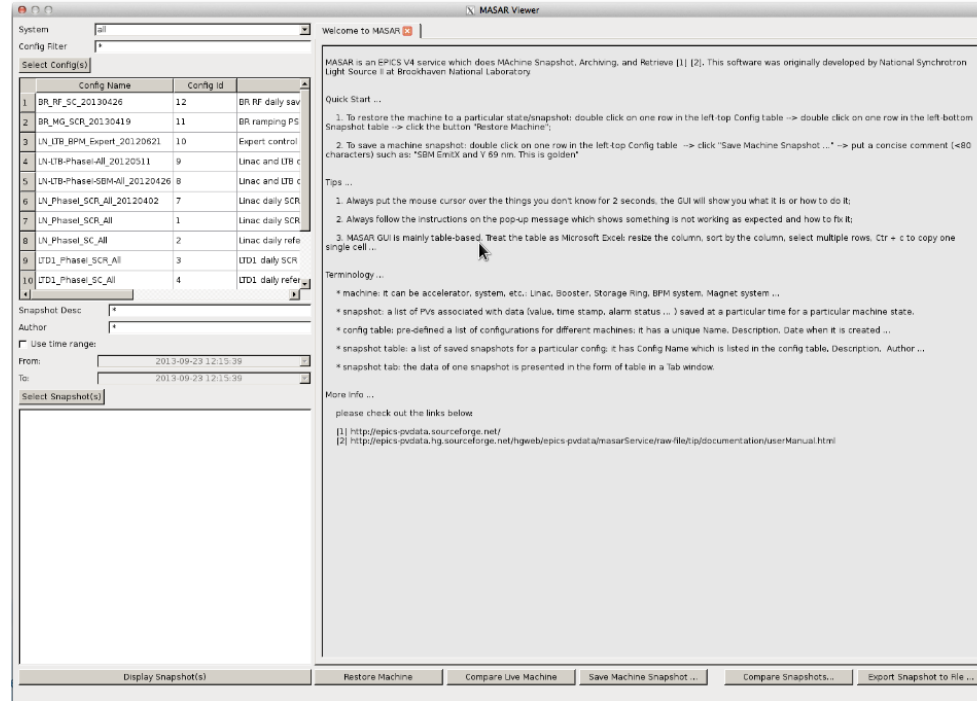 MASAR Viewer
System all
Config Filter *
Select Config(s)
Config Name Config Id
1 BR_RF_SC_20130426 12 BR RF daily sav
2 BR_MG_SCR_20130419 11 BR ramping PS
3 LN_LTB_BPM_Expert_20120621 10 Expert control
4 LN-LTB-PhaseI-All_20120511 9 Linac and LTB c
5 LN-LTB-PhaseI-SBM-All_20120426 8 Linac and LTB c
6 LN_PhaseI_SCR_All_20120402 7 Linac daily SCR
7 LN_PhaseI_SCR_All 1 Linac daily SCR
8 LN_PhaseI_SC_All 2 Linac daily refe
9 LTD1_PhaseI_SCR_All 3 LTD1 daily SCR
10 LTD1_PhaseI_SC_All 4 LTD1 daily refer
Snapshot Desc *
Author *
Use time range:
From: 2013-09-23 12:15:39
To: 2013-09-23 12:15:39
Select Snapshot(s)
Display Snapshot(s)
Welcome to MASAR
MASAR is an EPICS V4 service which does MAchine Snapshot, Archiving, and Retrieve [1] [2]. This software was originally developed by National Synchrotron
Light Source II at Brookhaven National Laboratory
Quick Start ...
1. To restore the machine to a particular state/snapshot: double click on one row in the left-top Config table --> double click on one row in the left-bottom
Snapshot table --> click the button "Restore Machine";
2. To save a machine snapshot: double click on one row in the left-top Config table --> click "Save Machine Snapshot ..." --> put a concise comment (<80
characters) such as: "SBM EmitX and Y 69 nm. This is golden"
Tips ...
1. Always put the mouse cursor over the things you don't know for 2 seconds, the GUI will show you what it is or how to do it;
2. Always follow the instructions on the pop-up message which shows something is not working as expected and how to fix it;
3. MASAR GUI is mainly table-based. Treat the table as Microsoft Excel: resize the column, sort by the column, select multiple rows, Ctr + c to copy one
single cell ...
Terminology ...
* machine: it can be accelerator, system, etc.: Linac, Booster, Storage Ring, BPM system, Magnet system ...
* snapshot: a list of PVs associated with data (value, time stamp, alarm status ... ) saved at a particular time for a particular machine state.
* config table: pre-defined a list of configurations for different machines: it has a unique Name, Description, Date when it is created ...
* snapshot table: a list of saved snapshots for a particular config; it has Config Name which is listed in the config table, Description, Author ...
* snapshot tab: the data of one snapshot is presented in the form of table in a Tab window.
More Info ...
please check out the links below:
[1] http://epics-pvdata.sourceforge.net/
[2] http://epics-pvdata.hg.sourceforge.net/hgweb/epics-pvdata/masarService/raw-file/tip/documentation/userManual.html
Restore Machine Compare Live Machine Save Machine Snapshot ... Compare Snapshots... Export Snapshot to File ...